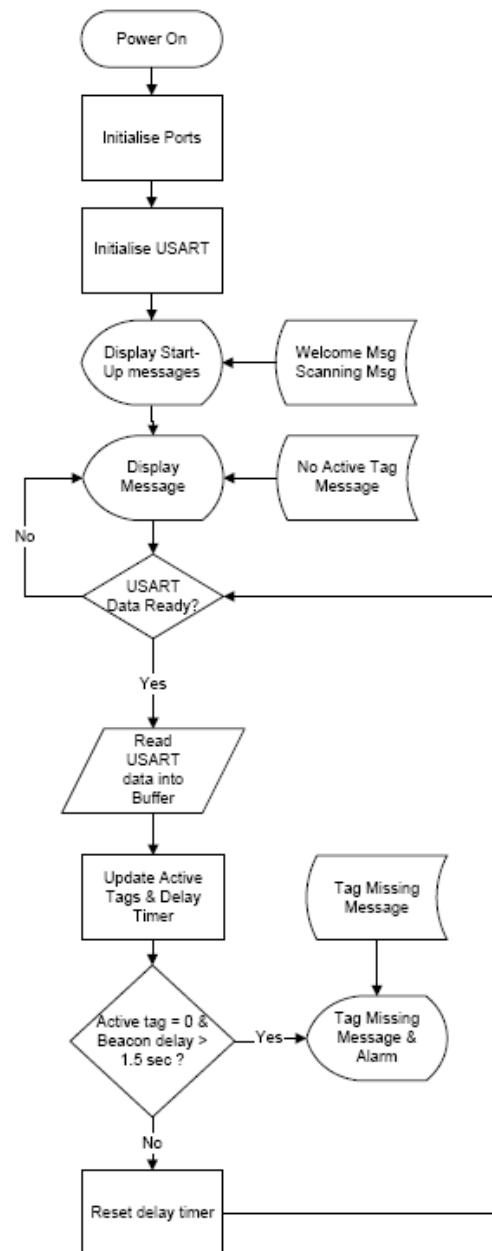 Power On
Initialise Ports
Initialise USART
Display Start-
Up messages
Welcome Msg
Scanning Msg
Display
Message
No Active Tag
Message
No
USART
Data Ready?
Yes
Read
USART
data into
Buffer
Update Active
Tags & Delay
Timer
Tag Missing
Message
Active tag = 0 &
Beacon delay >
1.5 sec ?
Yes
Tag Missing
Message &
Alarm
No
Reset delay timer